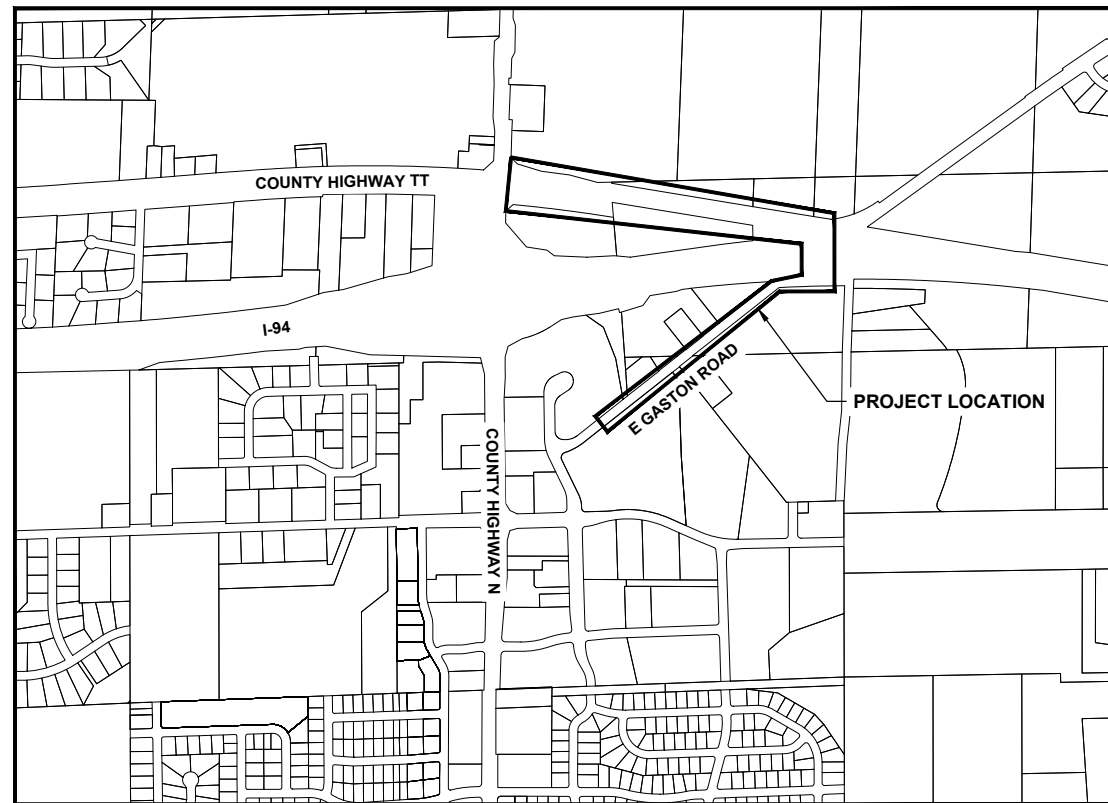 COUNTY HIGHWAY TT
I-94
E GASTON ROAD
PROJECT LOCATION
COUNTY HIGHWAY N